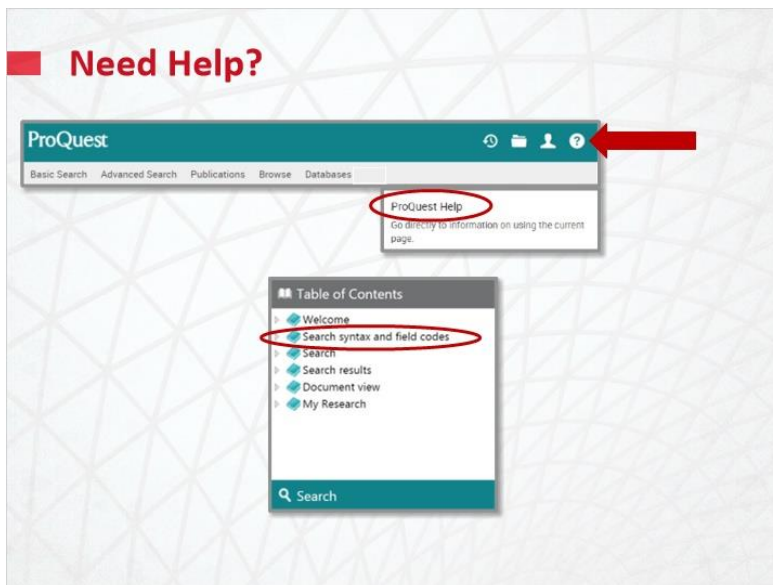 Need Help?
ProQuest
Basic Search Advanced Search Publications Browse Databases
ProQuest Help
Go directly to information on using the current
page.
Table of Contents
Welcome
Search syntax and field codes
Search
Search results
Document view
My Research
Search